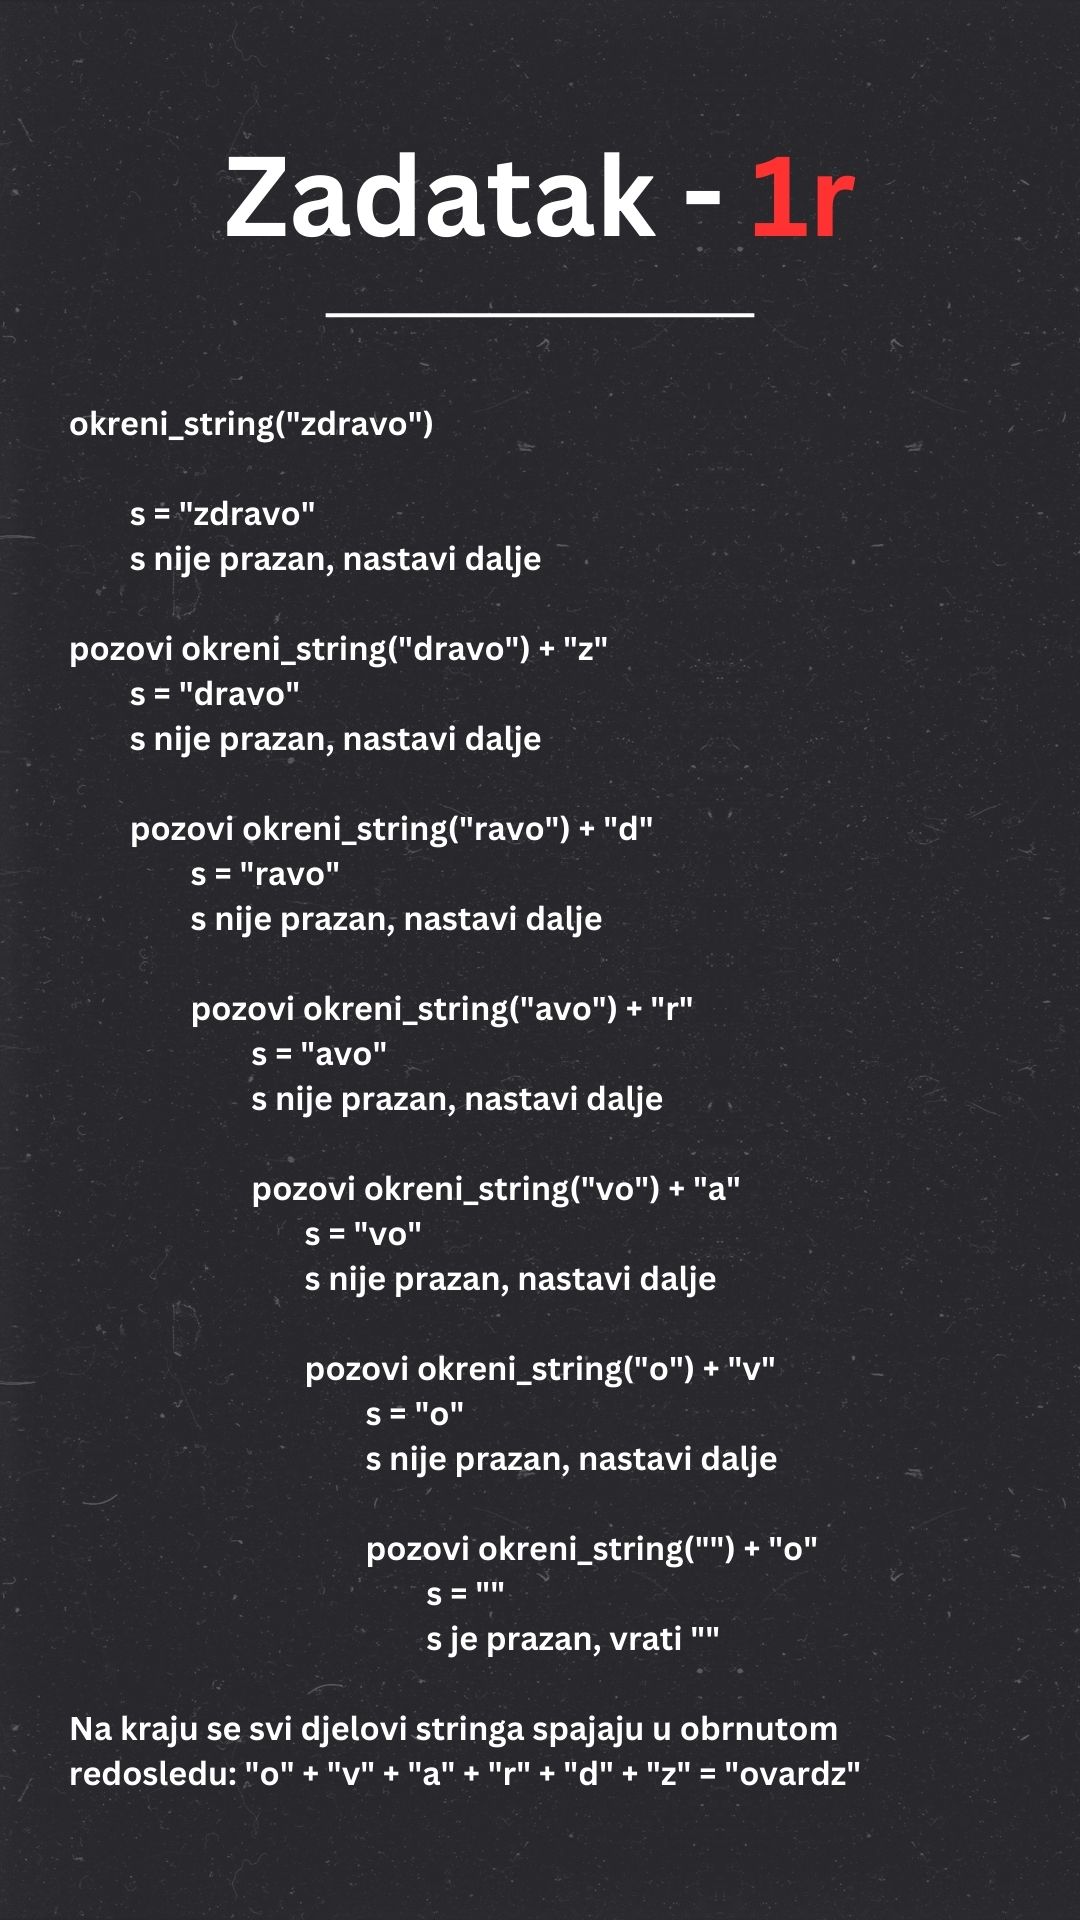 Zadatak - 1r
okreni_string("zdravo")
s = "zdravo"
s nije prazan, nastavi dalje
pozovi okreni_string("dravo") + "z"
s = "dravo"
s nije prazan, nastavi dalje
pozovi okreni_string("ravo") + "d"
s = "ravo"
s nije prazan, nastavi dalje
pozovi okreni_string("avo") + "r"
s = "avo"
s nije prazan, nastavi dalje
pozovi okreni_string("vo") + "a"
s = "vo"
s nije prazan, nastavi dalje
pozovi okreni_string("o") + "v"
s = "o"
s nije prazan, nastavi dalje
pozovi okreni_string("") + "o"
s = ""
s je prazan, vrati ""
Na kraju se svi djelovi stringa spajaju u obrnutom
redosledu: "o" + "v" + "a" + "r" + "d" + "z" = "ovardz"